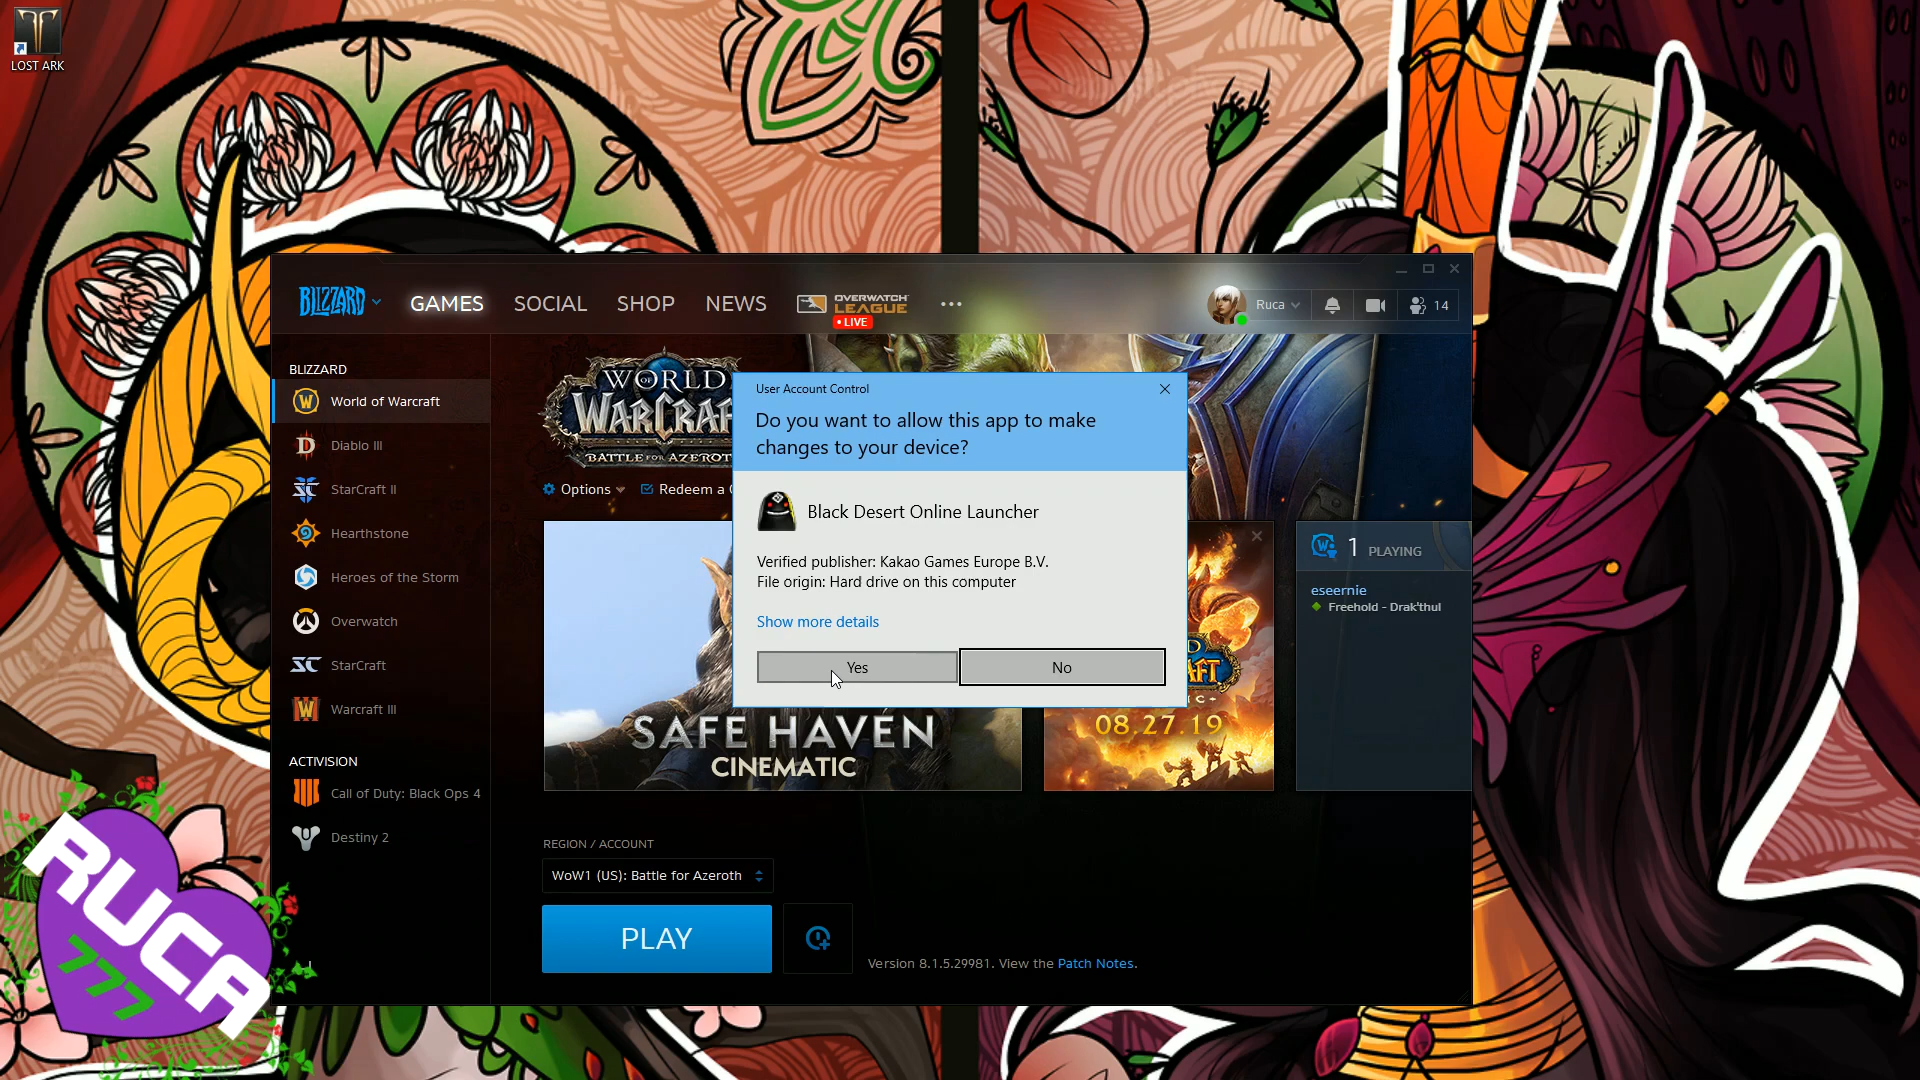 LOST ARK
BLIZZARD
GAMES
SOCIAL
SHOP
NEWS
OVERWATCH
LEAGUE
• LIVE
Ruca
14
BLIZZARD
World of Warcraft
Diablo III
StarCraft II
Hearthstone
Heroes of the Storm
Overwatch
StarCraft
Warcraft III
ACTIVISION
Call of Duty: Black Ops 4
Destiny 2
WORLD
OF
WARCRA
BATTLE FOR AZEROT
Options
Redeem a
User Account Control
Do you want to allow this app to make
changes to your device?
Black Desert Online Launcher
Verified publisher: Kakao Games Europe B.V.
File origin: Hard drive on this computer
Show more details
Yes
No
SAFE HAVEN
CINEMATIC
08.27.19
1 PLAYING
eseernie
Freehold - Drak'thul
REGION / ACCOUNT
WoW1 (US): Battle for Azeroth
PLAY
Version 8.1.5.29981. View the Patch Notes.
RUCA
777